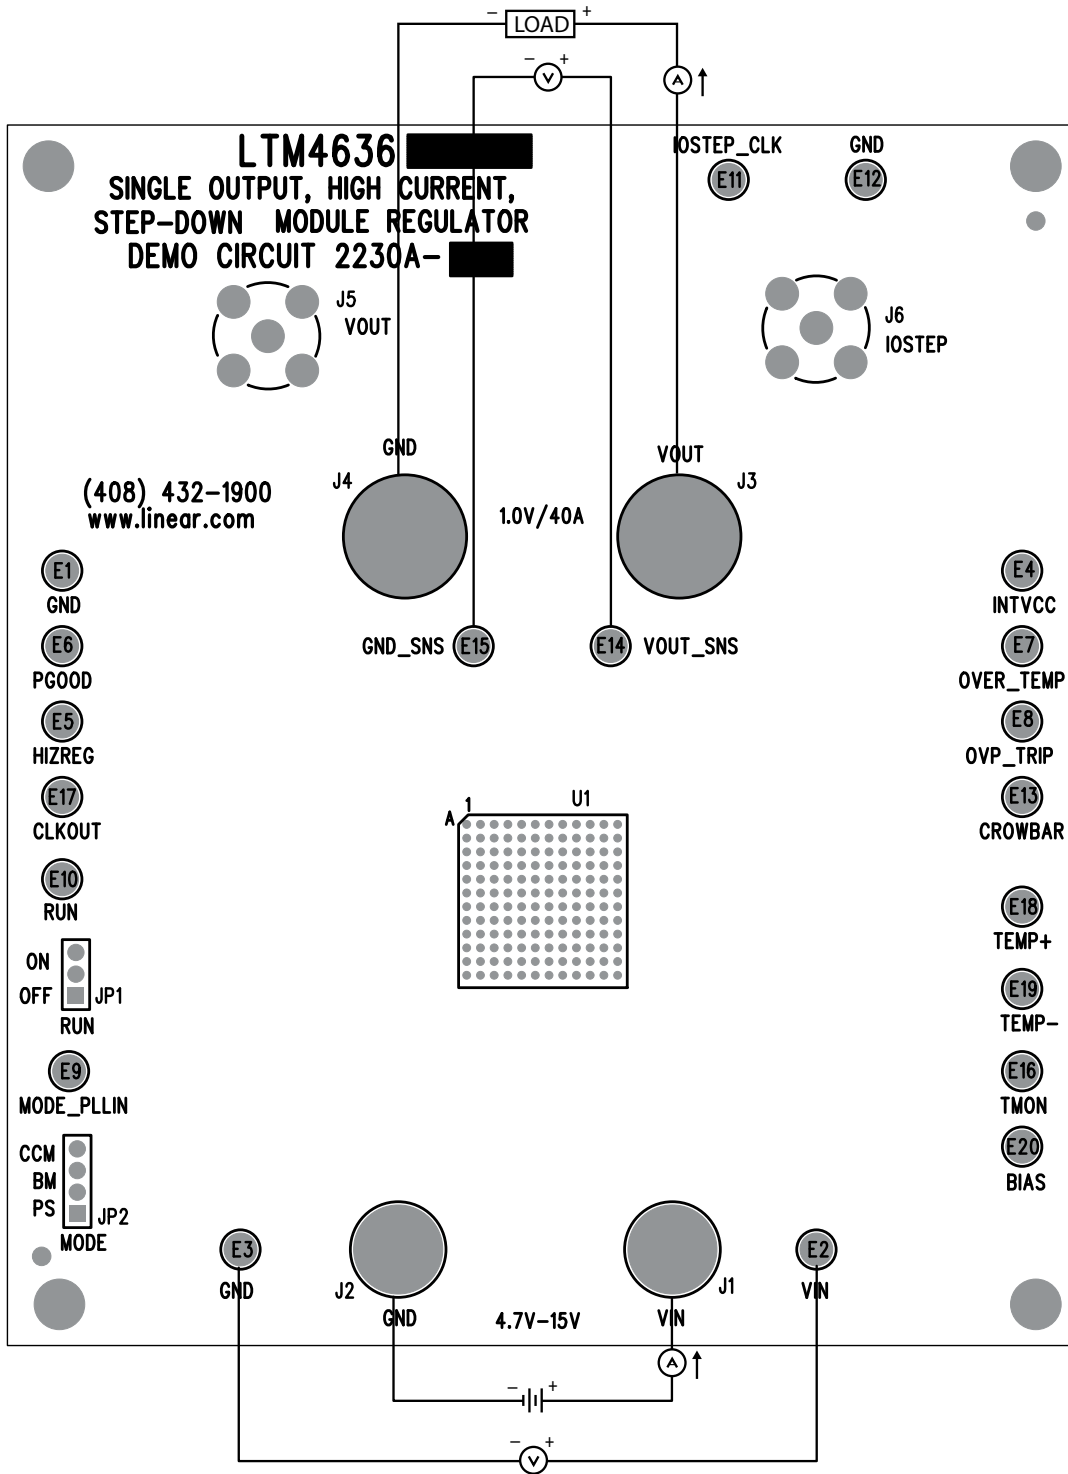 - LOAD +
- V +
A
LTM4636
SINGLE OUTPUT, HIGH CURRENT,
STEP-DOWN MODULE REGULATOR
DEMO CIRCUIT 2230A-
IOSTEP_CLK
E11
GND
E12
J5
VOUT
J6
IOSTEP
GND
J4
VOUT
J3
1.0V/40A
(408) 432-1900
www.linear.com
E1
GND
E6
PGOOD
E5
HIZREG
E17
CLKOUT
E10
RUN
ON
OFF
JP1
RUN
E9
MODE_PLLIN
CCM
BM
PS
JP2
MODE
GND_SNS E15
E14 VOUT_SNS
A 1
U1
E4
INTVCC
E7
OVER_TEMP
E8
OVP_TRIP
E13
CROWBAR
E18
TEMP+
E19
TEMP-
E16
TMON
E20
BIAS
E3
GND
J2
GND
4.7V-15V
J1
VIN
E2
VIN
A
- +
- V +